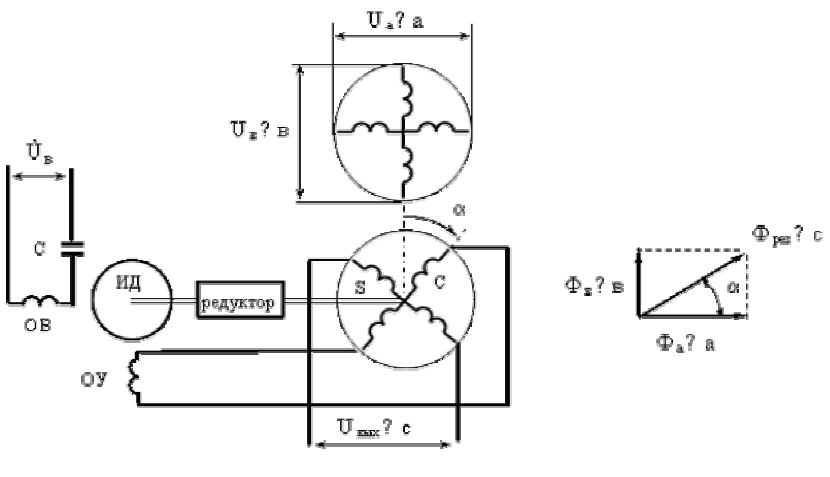 Uа? а
Uв? в
U̇в
α
С
ИД
редуктор
S
С
ОВ
ОУ
Uвых? с
Фрез? с
Фв? в
α
Фа? а